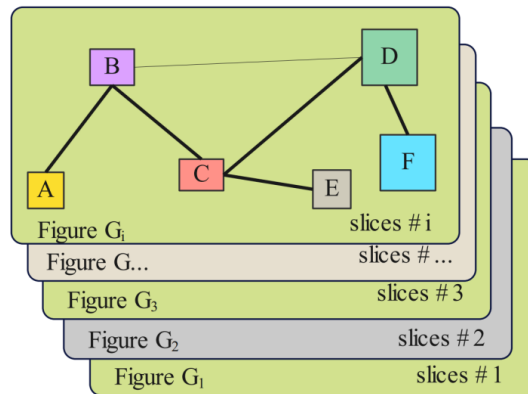 B
D
A
C
E
F
Figure Gᵢ slices # i
Figure G... slices # ...
Figure G₃ slices # 3
Figure G₂ slices # 2
Figure G₁ slices # 1